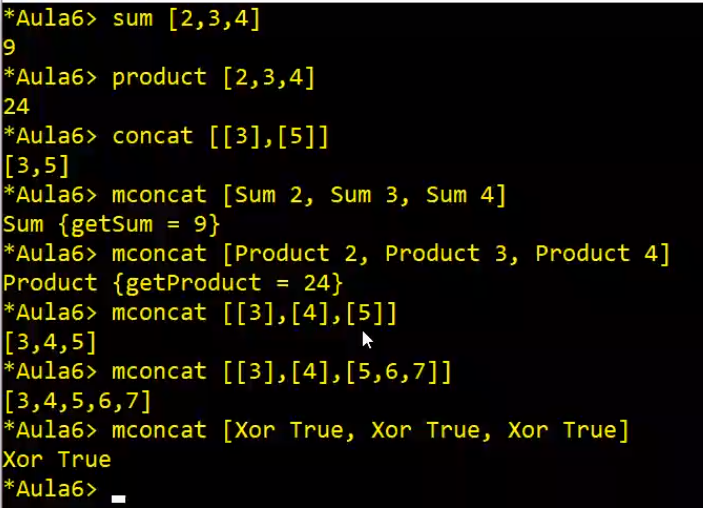 *Aula6> sum [2,3,4]
9
*Aula6> product [2,3,4]
24
*Aula6> concat [[3],[5]]
[3,5]
*Aula6> mconcat [Sum 2, Sum 3, Sum 4]
Sum {getSum = 9}
*Aula6> mconcat [Product 2, Product 3, Product 4]
Product {getProduct = 24}
*Aula6> mconcat [[3],[4],[5]]
[3,4,5]
*Aula6> mconcat [[3],[4],[5,6,7]]
[3,4,5,6,7]
*Aula6> mconcat [Xor True, Xor True, Xor True]
Xor True
*Aula6>